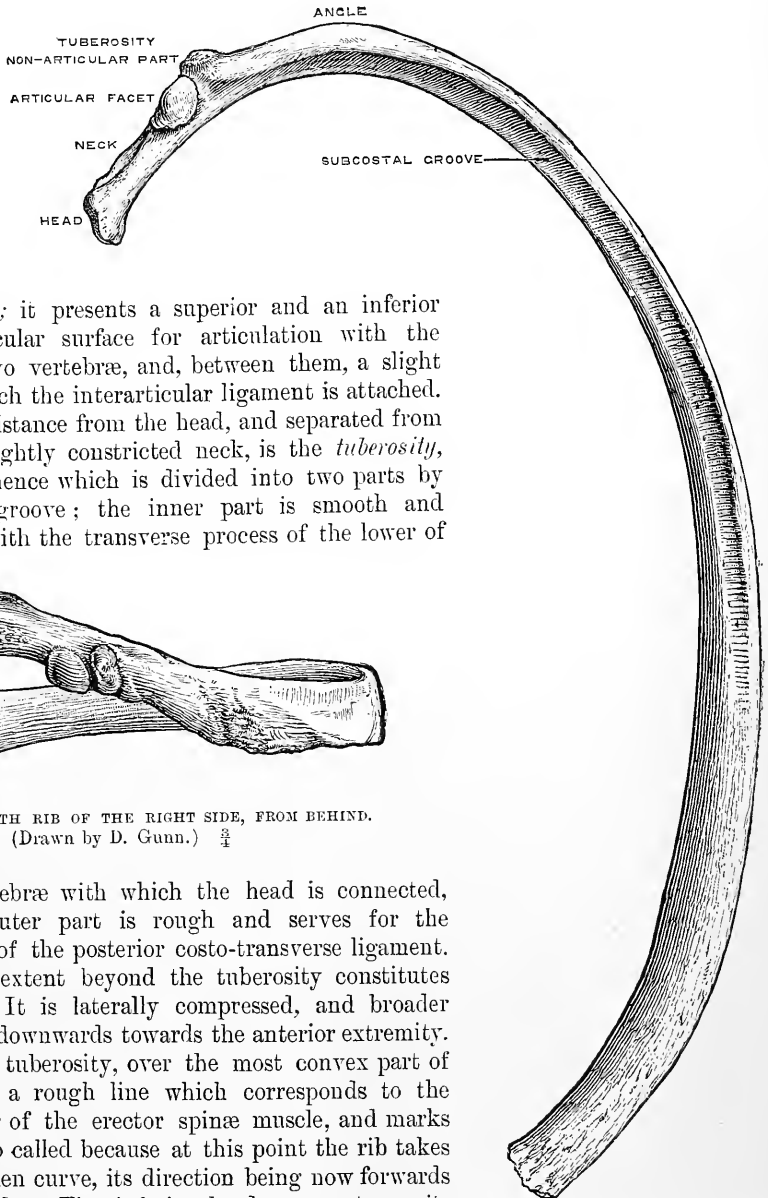 ANGLE
TUBEROSITY
NON-ARTICULAR PART
ARTICULAR FACET
NECK
SUBCOSTAL GROOVE
HEAD
; it presents a superior and an inferior
cular surface for articulation with the
o vertebræ, and, between them, a slight
ch the interarticular ligament is attached.
istance from the head, and separated from
ghtly constricted neck, is the tuberosity,
ence which is divided into two parts by
groove; the inner part is smooth and
ith the transverse process of the lower of
TH RIB OF THE RIGHT SIDE, FROM BEHIND.
(Drawn by D. Gunn.) 3/4
ebræ with which the head is connected,
uter part is rough and serves for the
of the posterior costo-transverse ligament.
extent beyond the tuberosity constitutes
It is laterally compressed, and broader
downwards towards the anterior extremity.
tuberosity, over the most convex part of
a rough line which corresponds to the
of the erector spinæ muscle, and marks
o called because at this point the rib takes
en curve, its direction being now forwards